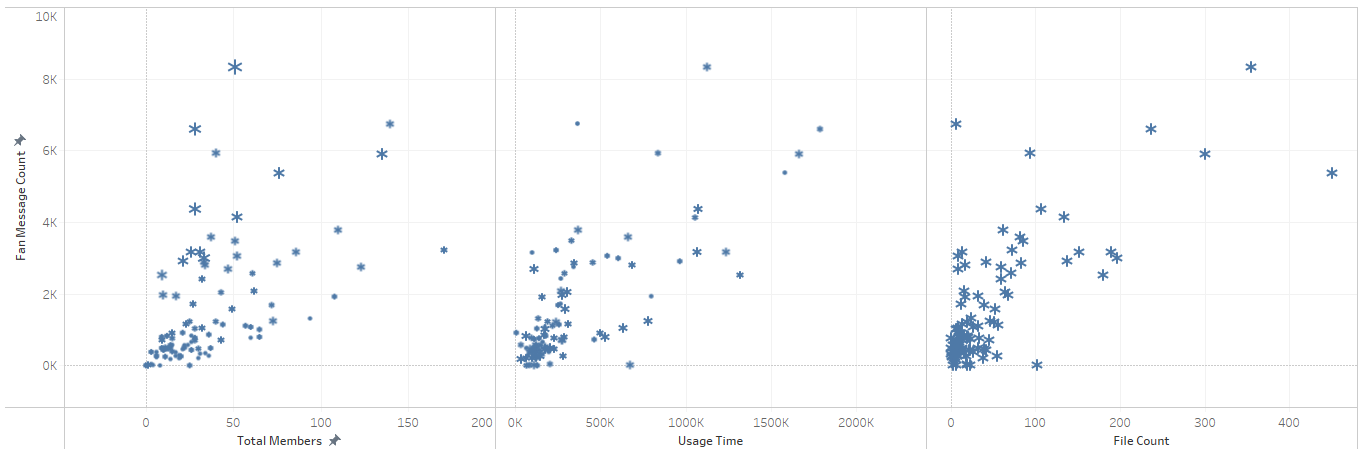 10K
8K
6K
4K
2K
0K
Fan Message Count
0 50 100 150 200
Total Members
0K 500K 1000K 1500K 2000K
Usage Time
0 100 200 300 400
File Count